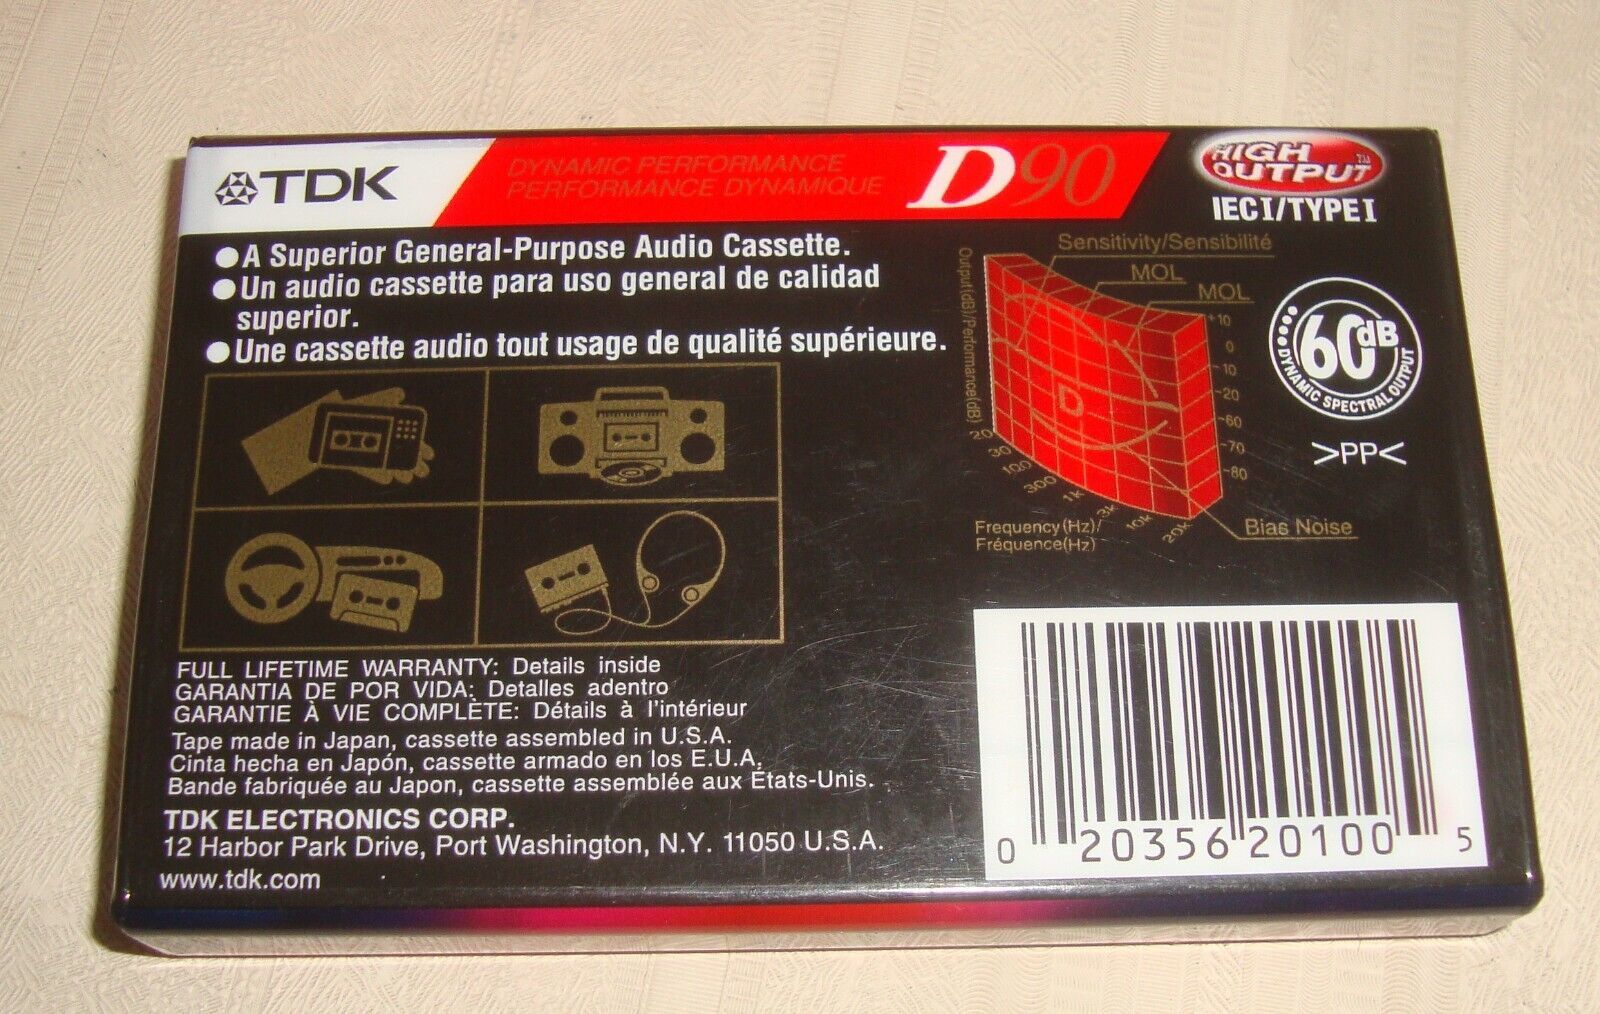 TDK
DYNAMIC PERFORMANCE
PERFORMANCE DYNAMIQUE
D90
HIGH
OUTPUT™
IECI/TYPEI
●A Superior General-Purpose Audio Cassette.
●Un audio cassette para uso general de calidad
superior.
●Une cassette audio tout usage de qualité supérieure.
Sensitivity/Sensibilité
MOL
MOL
Output(dB)/Performance(dB)
+10
0
-10
-20
-60
-70
-80
D
20
30
100
300
1k
3k
10k
20k
Frequency(Hz)/
Fréquence(Hz)
Bias Noise
60dB
DYNAMIC SPECTRAL OUTPUT
>PP<
FULL LIFETIME WARRANTY: Details inside
GARANTIA DE POR VIDA: Detalles adentro
GARANTIE À VIE COMPLÈTE: Détails à l'intérieur
Tape made in Japan, cassette assembled in U.S.A.
Cinta hecha en Japón, cassette armado en los E.U.A.
Bande fabriquée au Japon, cassette assemblée aux États-Unis.
TDK ELECTRONICS CORP.
12 Harbor Park Drive, Port Washington, N.Y. 11050 U.S.A.
www.tdk.com
0 20356 20100 5